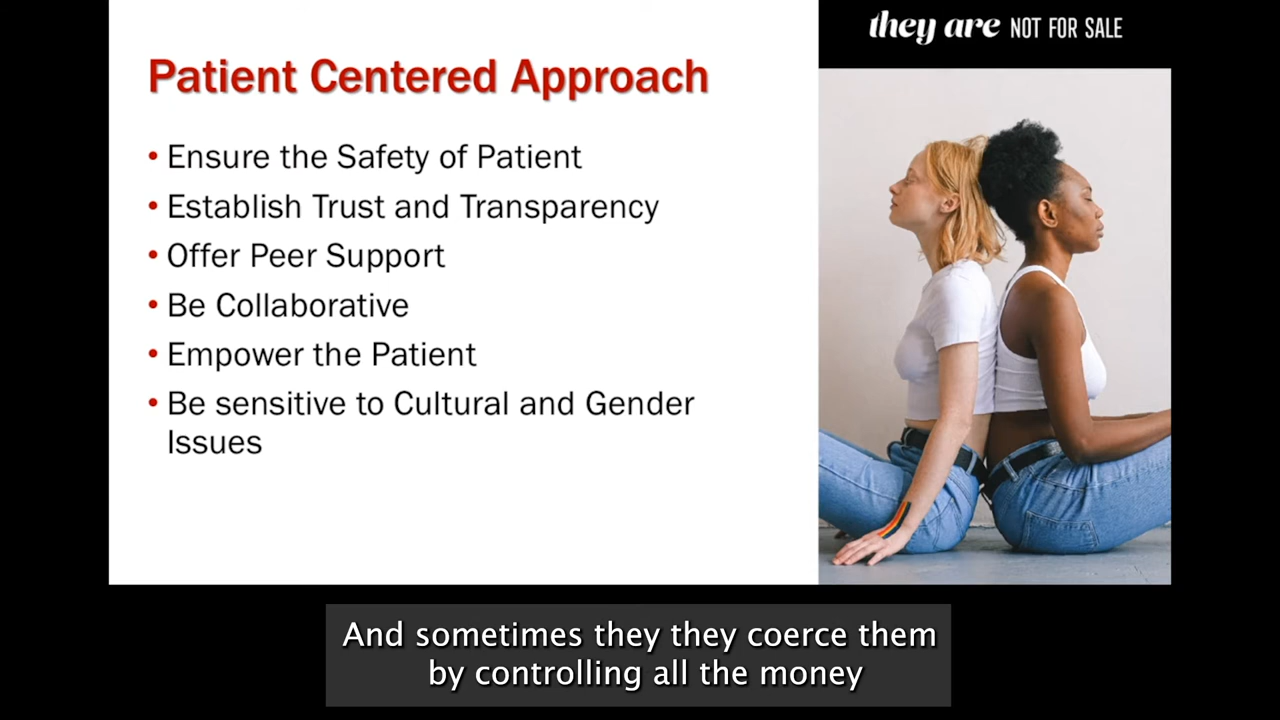 they are NOT FOR SALE
Patient Centered Approach
• Ensure the Safety of Patient
• Establish Trust and Transparency
• Offer Peer Support
• Be Collaborative
• Empower the Patient
• Be sensitive to Cultural and Gender
Issues
And sometimes they they coerce them
by controlling all the money